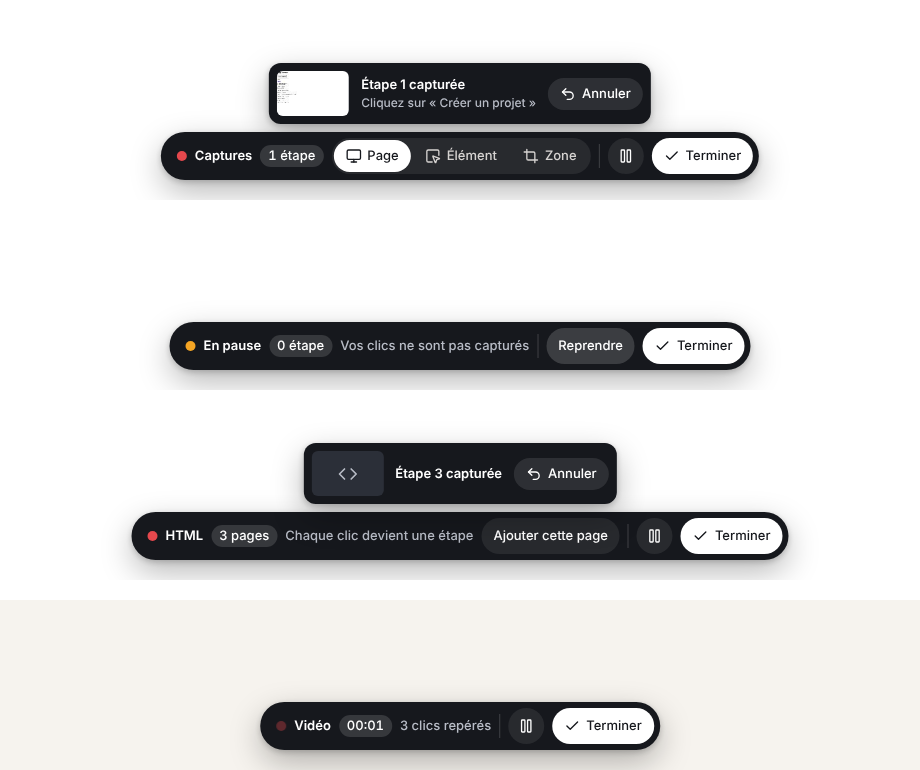 Étape 1 capturée
Cliquez sur « Créer un projet »
Annuler
Captures 1 étape Page Élément Zone Terminer
En pause 0 étape Vos clics ne sont pas capturés Reprendre Terminer
Étape 3 capturée Annuler
HTML 3 pages Chaque clic devient une étape Ajouter cette page Terminer
Vidéo 00:01 3 clics repérés Terminer